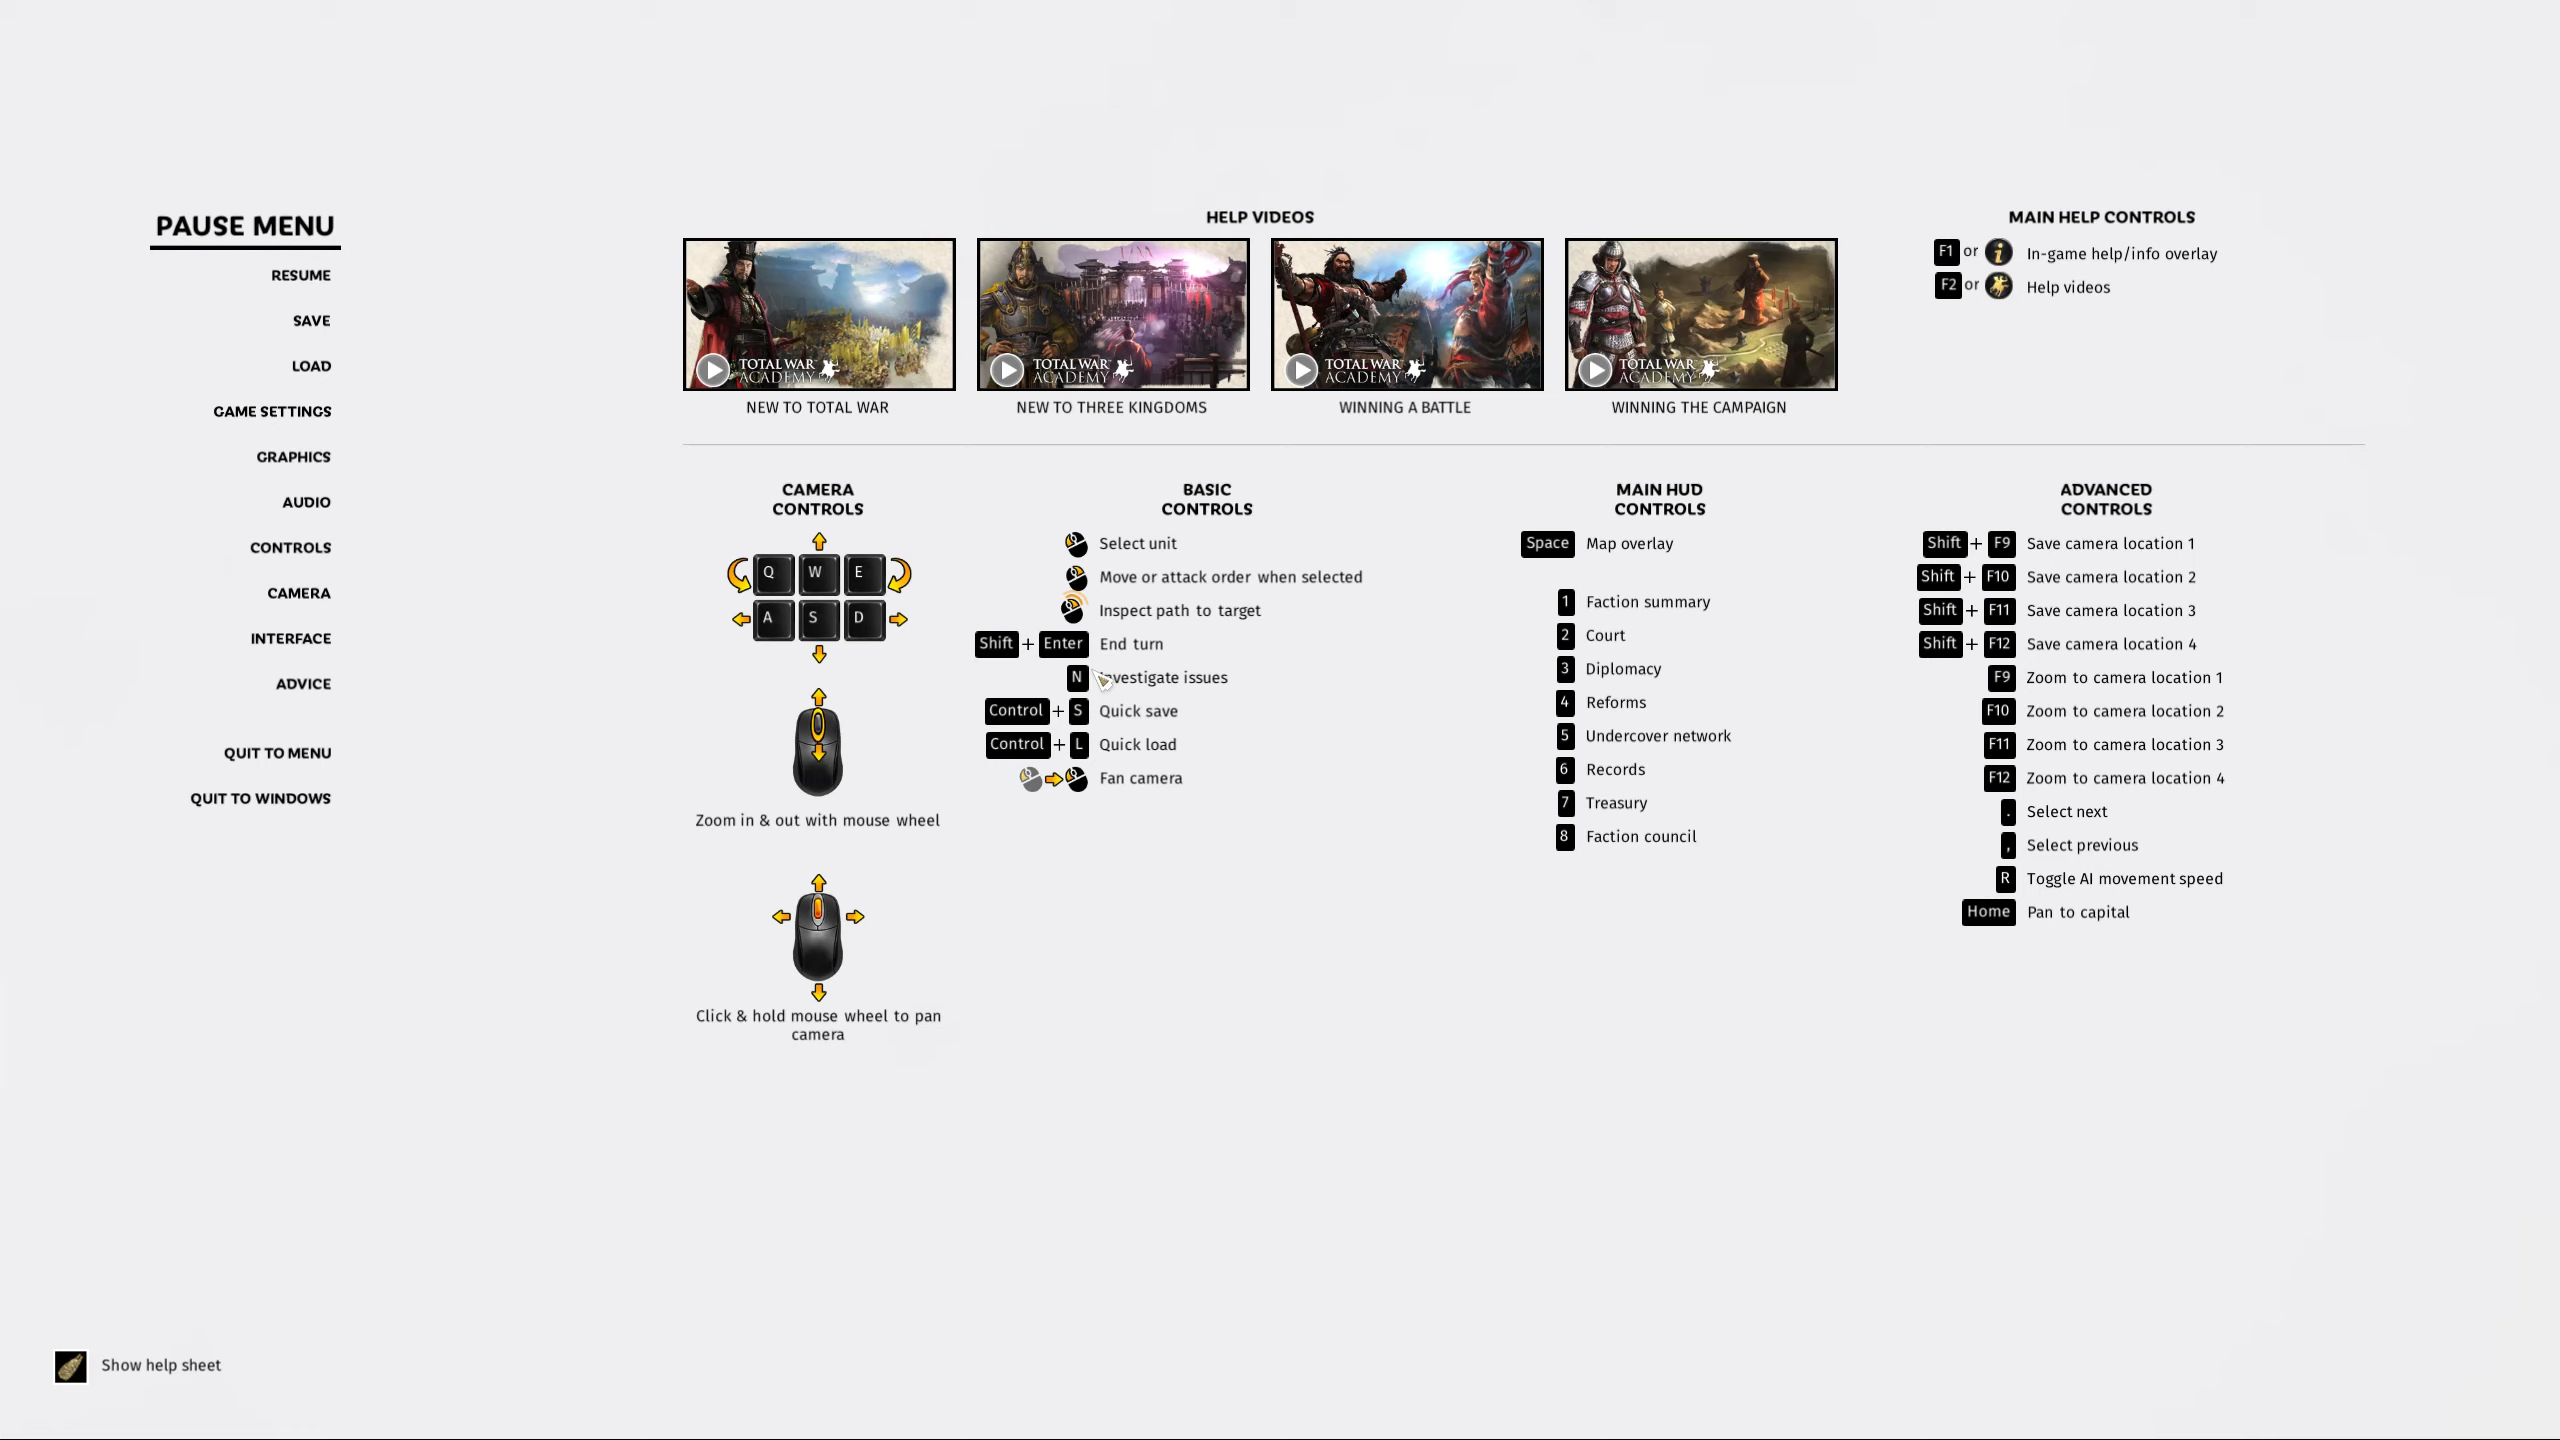 PAUSE MENU
RESUME
SAVE
LOAD
GAME SETTINGS
GRAPHICS
AUDIO
CONTROLS
CAMERA
INTERFACE
ADVICE
QUIT TO MENU
QUIT TO WINDOWS
Show help sheet
HELP VIDEOS
TOTAL WAR
ACADEMY
NEW TO TOTAL WAR
TOTAL WAR
ACADEMY
NEW TO THREE KINGDOMS
TOTAL WAR
ACADEMY
WINNING A BATTLE
TOTAL WAR
ACADEMY
WINNING THE CAMPAIGN
MAIN HELP CONTROLS
F1 or In-game help/info overlay
F2 or Help videos
CAMERA
CONTROLS
Q W E
A S D
Zoom in & out with mouse wheel
Click & hold mouse wheel to pan
camera
BASIC
CONTROLS
Select unit
Move or attack order when selected
Inspect path to target
Shift + Enter End turn
N Investigate issues
Control + S Quick save
Control + L Quick load
Fan camera
MAIN HUD
CONTROLS
Space Map overlay
1 Faction summary
2 Court
3 Diplomacy
4 Reforms
5 Undercover network
6 Records
7 Treasury
8 Faction council
ADVANCED
CONTROLS
Shift + F9 Save camera location 1
Shift + F10 Save camera location 2
Shift + F11 Save camera location 3
Shift + F12 Save camera location 4
F9 Zoom to camera location 1
F10 Zoom to camera location 2
F11 Zoom to camera location 3
F12 Zoom to camera location 4
. Select next
, Select previous
R Toggle AI movement speed
Home Pan to capital